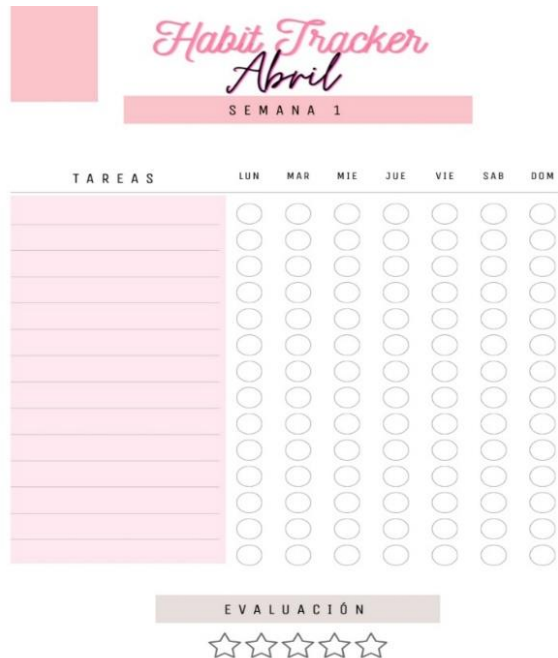 Habit Tracker
Abril
SEMANA 1
TAREAS LUN MAR MIE JUE VIE SAB DOM
EVALUACIÓN